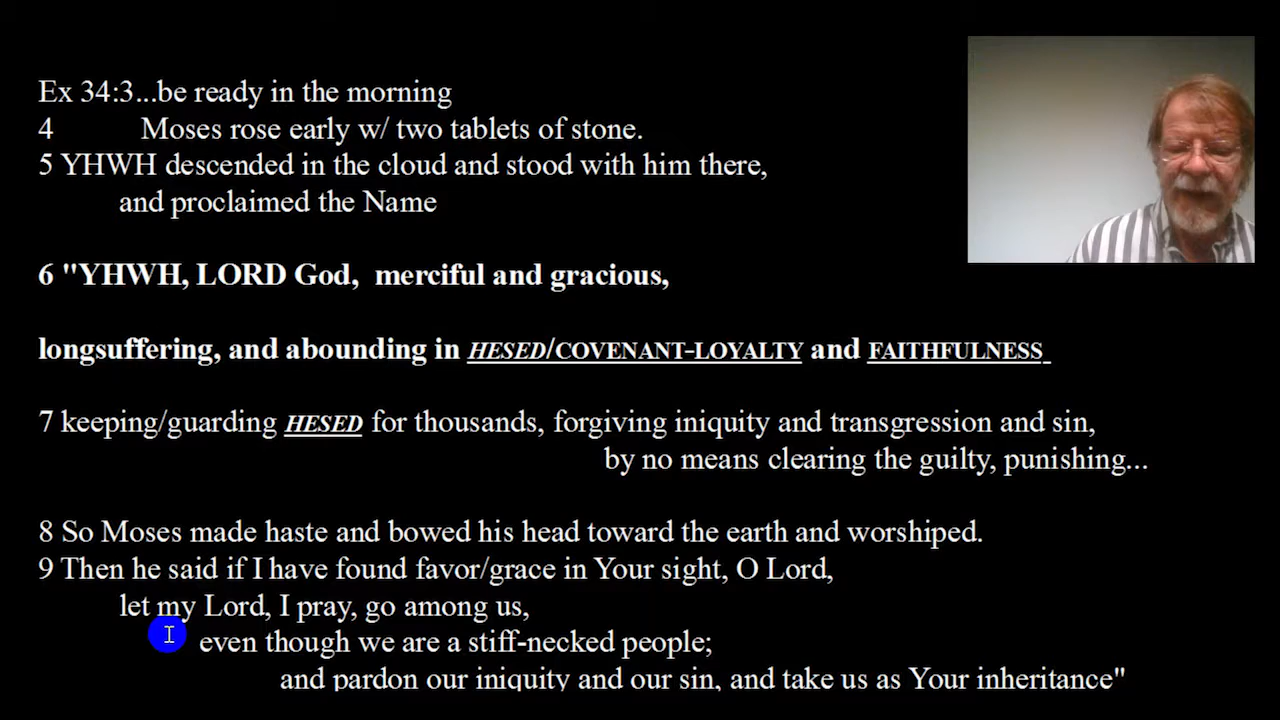 Ex 34:3...be ready in the morning
4 Moses rose early w/ two tablets of stone.
5 YHWH descended in the cloud and stood with him there,
and proclaimed the Name
6 "YHWH, LORD God, merciful and gracious,
longsuffering, and abounding in HESED/COVENANT-LOYALTY and FAITHFULNESS
7 keeping/guarding HESED for thousands, forgiving iniquity and transgression and sin,
by no means clearing the guilty, punishing...
8 So Moses made haste and bowed his head toward the earth and worshiped.
9 Then he said if I have found favor/grace in Your sight, O Lord,
let my Lord, I pray, go among us,
even though we are a stiff-necked people;
and pardon our iniquity and our sin, and take us as Your inheritance"